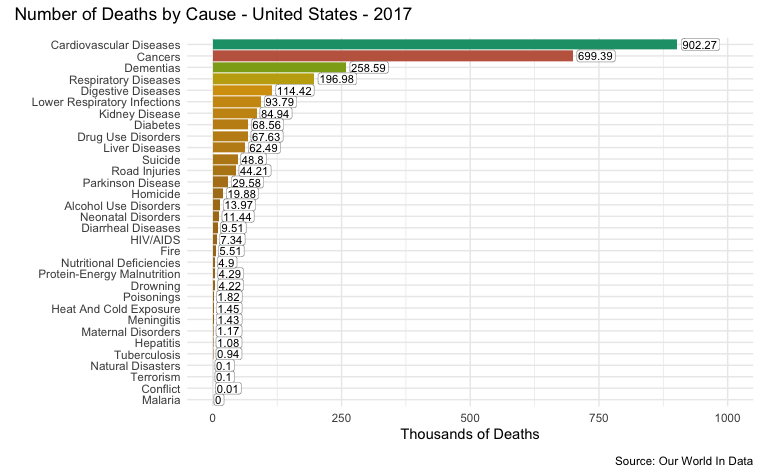 Number of Deaths by Cause - United States - 2017
Cardiovascular Diseases 902.27
Cancers 699.39
Dementias 258.59
Respiratory Diseases 196.98
Digestive Diseases 114.42
Lower Respiratory Infections 93.79
Kidney Disease 84.94
Diabetes 68.56
Drug Use Disorders 67.63
Liver Diseases 62.49
Suicide 48.8
Road Injuries 44.21
Parkinson Disease 29.58
Homicide 19.88
Alcohol Use Disorders 13.97
Neonatal Disorders 11.44
Diarrheal Diseases 9.51
HIV/AIDS 7.34
Fire 5.51
Nutritional Deficiencies 4.9
Protein-Energy Malnutrition 4.29
Drowning 4.22
Poisonings 1.82
Heat And Cold Exposure 1.45
Meningitis 1.43
Maternal Disorders 1.17
Hepatitis 1.08
Tuberculosis 0.94
Natural Disasters 0.1
Terrorism 0.1
Conflict 0.01
Malaria 0
0 250 500 750 1000
Thousands of Deaths
Source: Our World In Data